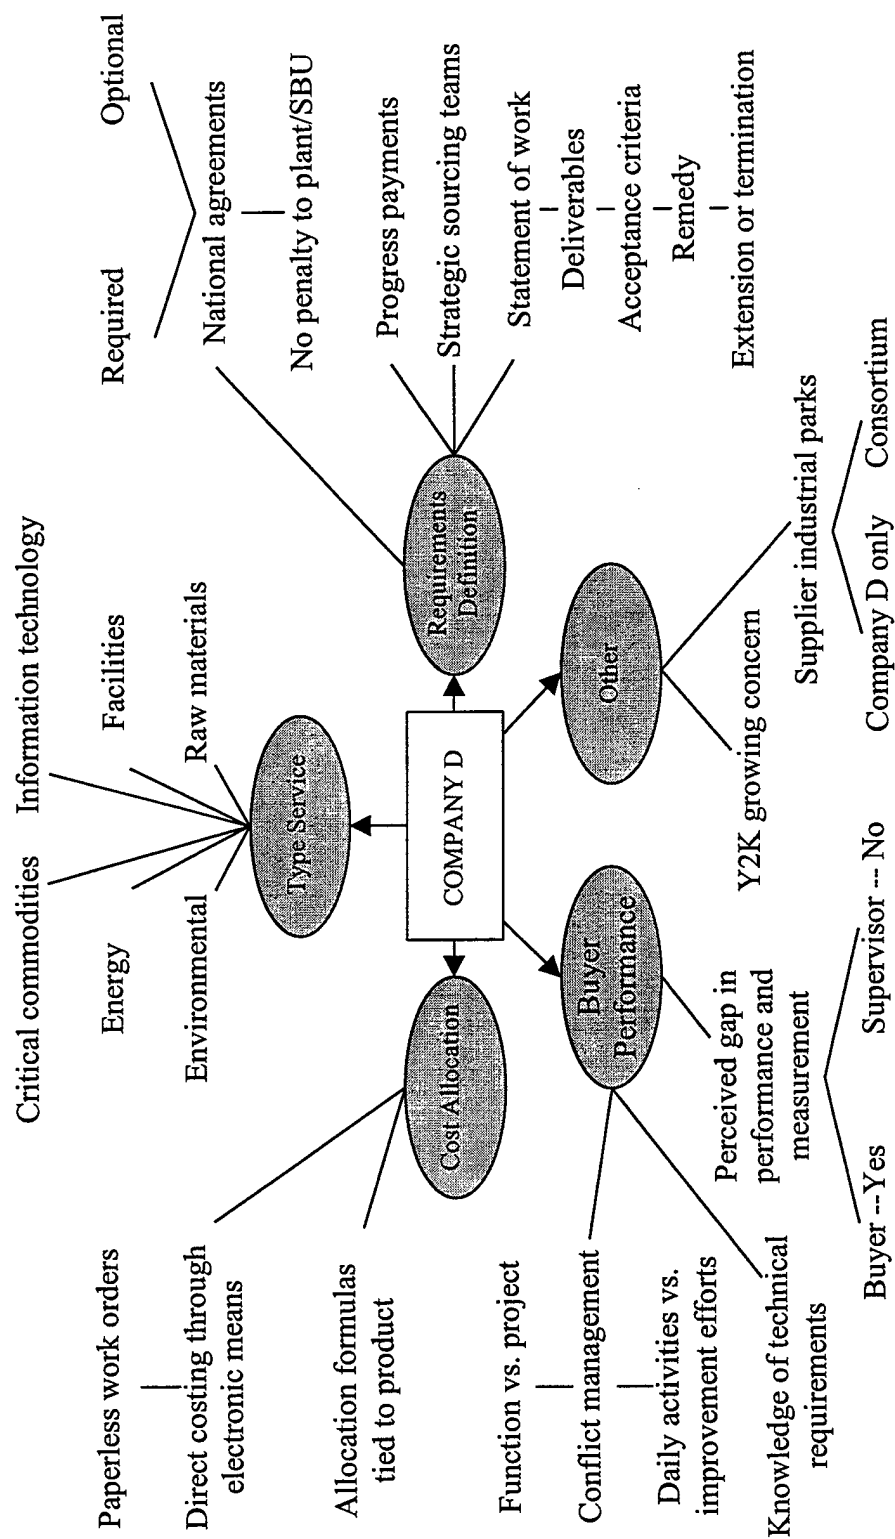 Critical commodities
Information technology
Energy
Facilities
Environmental
Raw materials
Type Service
Required
Optional
National agreements
No penalty to plant/SBU
Paperless work orders
Direct costing through
electronic means
Allocation formulas
tied to product
Cost Allocation
COMPANY D
Requirements
Definition
Progress payments
Strategic sourcing teams
Statement of work
Deliverables
Acceptance criteria
Remedy
Extension or termination
Function vs. project
Conflict management
Daily activities vs.
improvement efforts
Knowledge of technical
requirements
Buyer
Performance
Perceived gap in
performance and
measurement
Buyer --Yes
Supervisor -- No
Other
Y2K growing concern
Supplier industrial parks
Company D only
Consortium